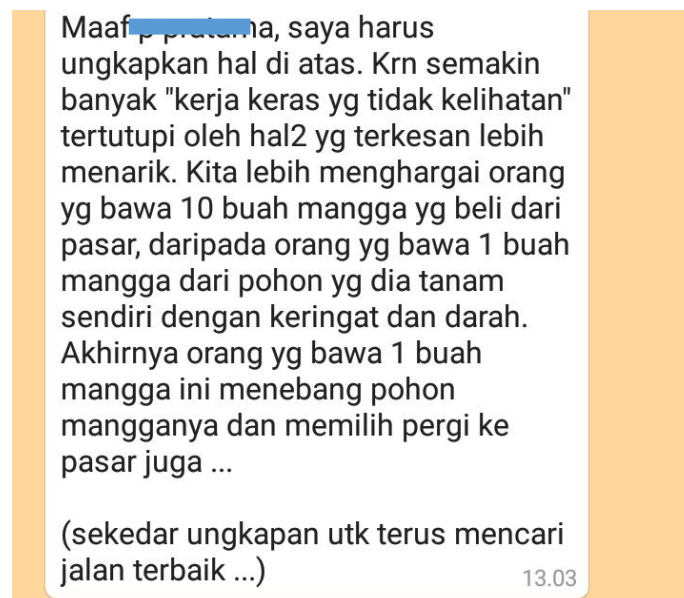 Maaf saya harus
ungkapkan hal di atas. Krn semakin
banyak "kerja keras yg tidak kelihatan"
tertutupi oleh hal2 yg terkesan lebih
menarik. Kita lebih menghargai orang
yg bawa 10 buah mangga yg beli dari
pasar, daripada orang yg bawa 1 buah
mangga dari pohon yg dia tanam
sendiri dengan keringat dan darah.
Akhirnya orang yg bawa 1 buah
mangga ini menebang pohon
mangganya dan memilih pergi ke
pasar juga ...
(sekedar ungkapan utk terus mencari
jalan terbaik ...)
13.03